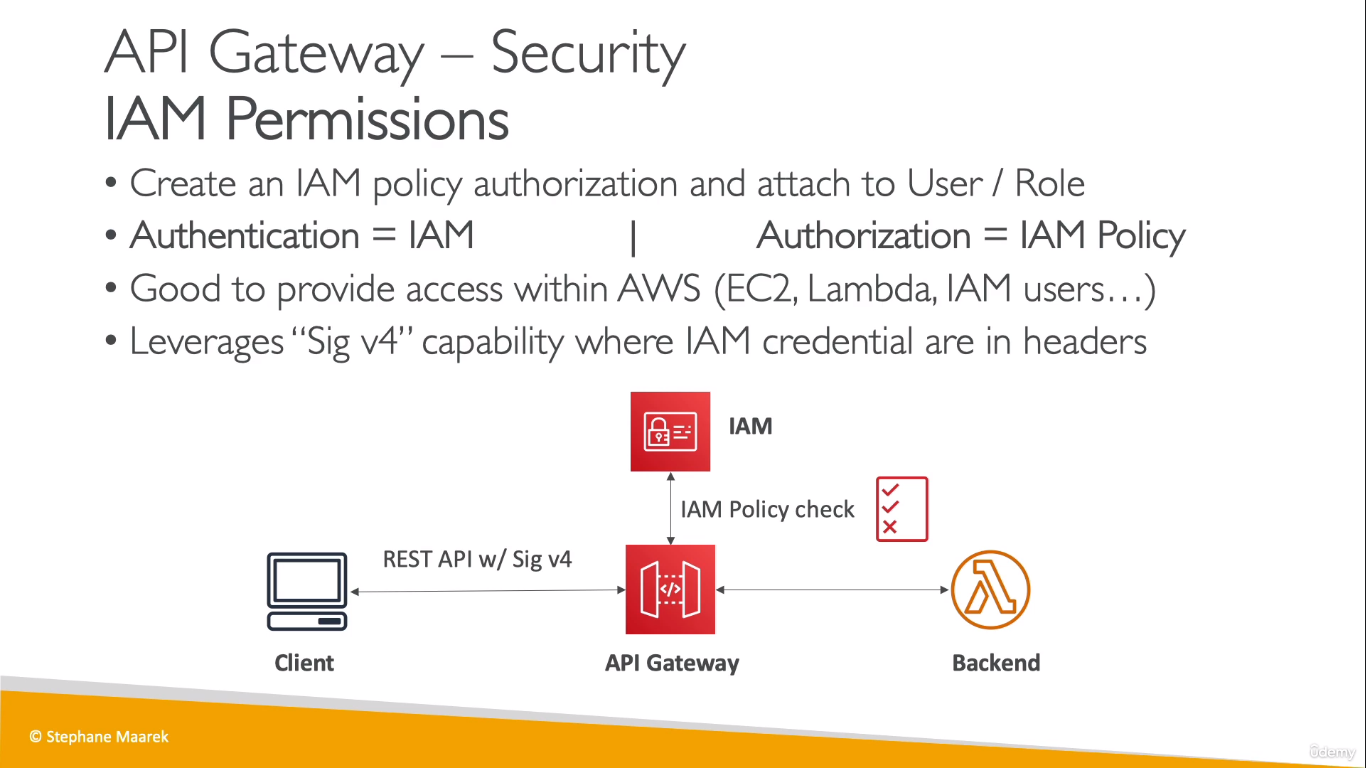 API Gateway – Security
IAM Permissions
• Create an IAM policy authorization and attach to User / Role
• Authentication = IAM | Authorization = IAM Policy
• Good to provide access within AWS (EC2, Lambda, IAM users…)
• Leverages “Sig v4” capability where IAM credential are in headers
IAM
IAM Policy check
REST API w/ Sig v4
</>
Client
API Gateway
Backend
© Stephane Maarek
ûdemy